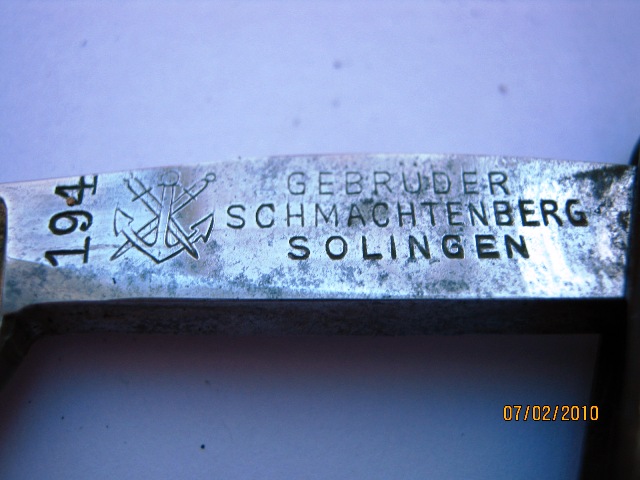 194
GEBRUDER
SCHMACHTENBERG
SOLINGEN
07/02/2010